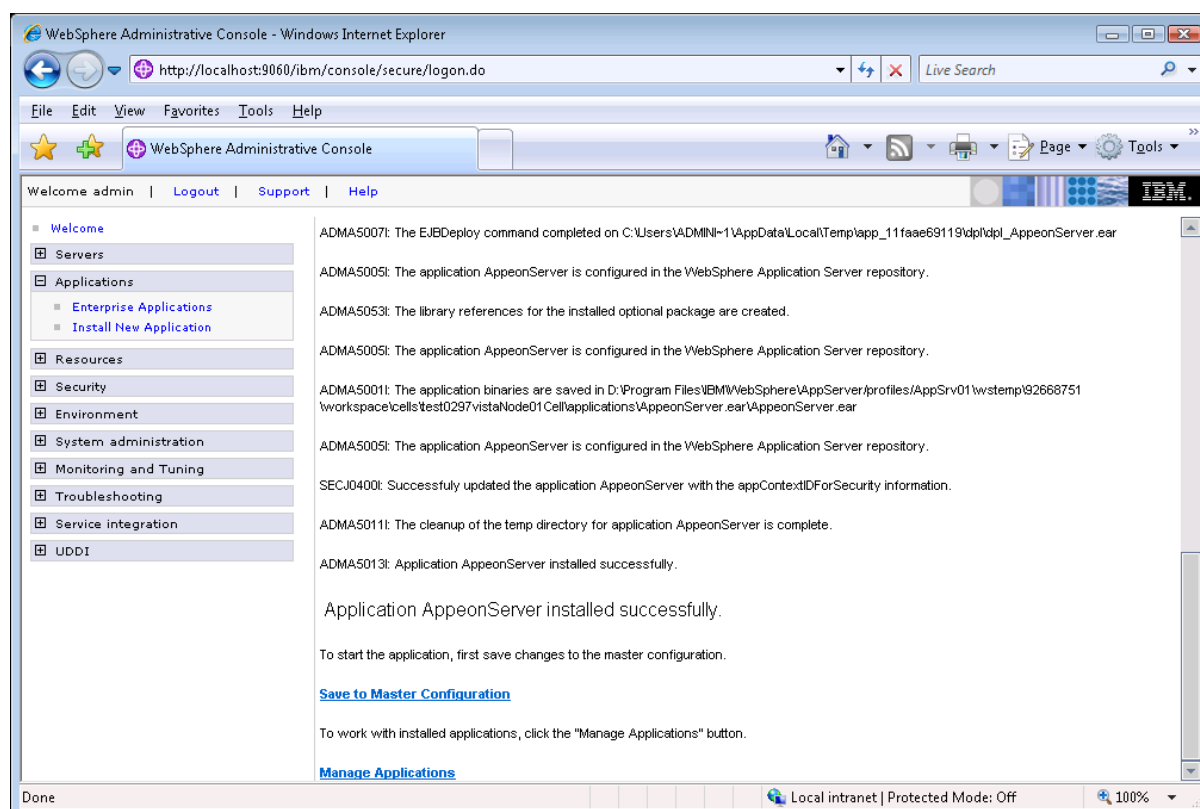 WebSphere Administrative Console - Windows Internet Explorer
http://localhost:9060/ibm/console/secure/logon.do
Live Search
File Edit View Favorites Tools Help
WebSphere Administrative Console
Page Tools
Welcome admin | Logout | Support | Help
IBM.
Welcome
Servers
Applications
Enterprise Applications
Install New Application
Resources
Security
Environment
System administration
Monitoring and Tuning
Troubleshooting
Service integration
UDDI
ADMA5007I: The EJBDeploy command completed on C:\Users\ADMINI~1\AppData\Local\Temp\app_11faae69119\dpl\dpl_AppeonServer.ear
ADMA5005I: The application AppeonServer is configured in the WebSphere Application Server repository.
ADMA5053I: The library references for the installed optional package are created.
ADMA5005I: The application AppeonServer is configured in the WebSphere Application Server repository.
ADMA5001I: The application binaries are saved in D:\Program Files\IBM\WebSphere\AppServer/profiles/AppSrv01\wstemp\92668751
\workspace\cells\test0297vistaNode01Cell\applications\AppeonServer.ear\AppeonServer.ear
ADMA5005I: The application AppeonServer is configured in the WebSphere Application Server repository.
SECJ0400I: Successfuly updated the application AppeonServer with the appContextIDForSecurity information.
ADMA5011I: The cleanup of the temp directory for application AppeonServer is complete.
ADMA5013I: Application AppeonServer installed successfully.
Application AppeonServer installed successfully.
To start the application, first save changes to the master configuration.
Save to Master Configuration
To work with installed applications, click the "Manage Applications" button.
Manage Applications
Done
Local intranet | Protected Mode: Off
100%